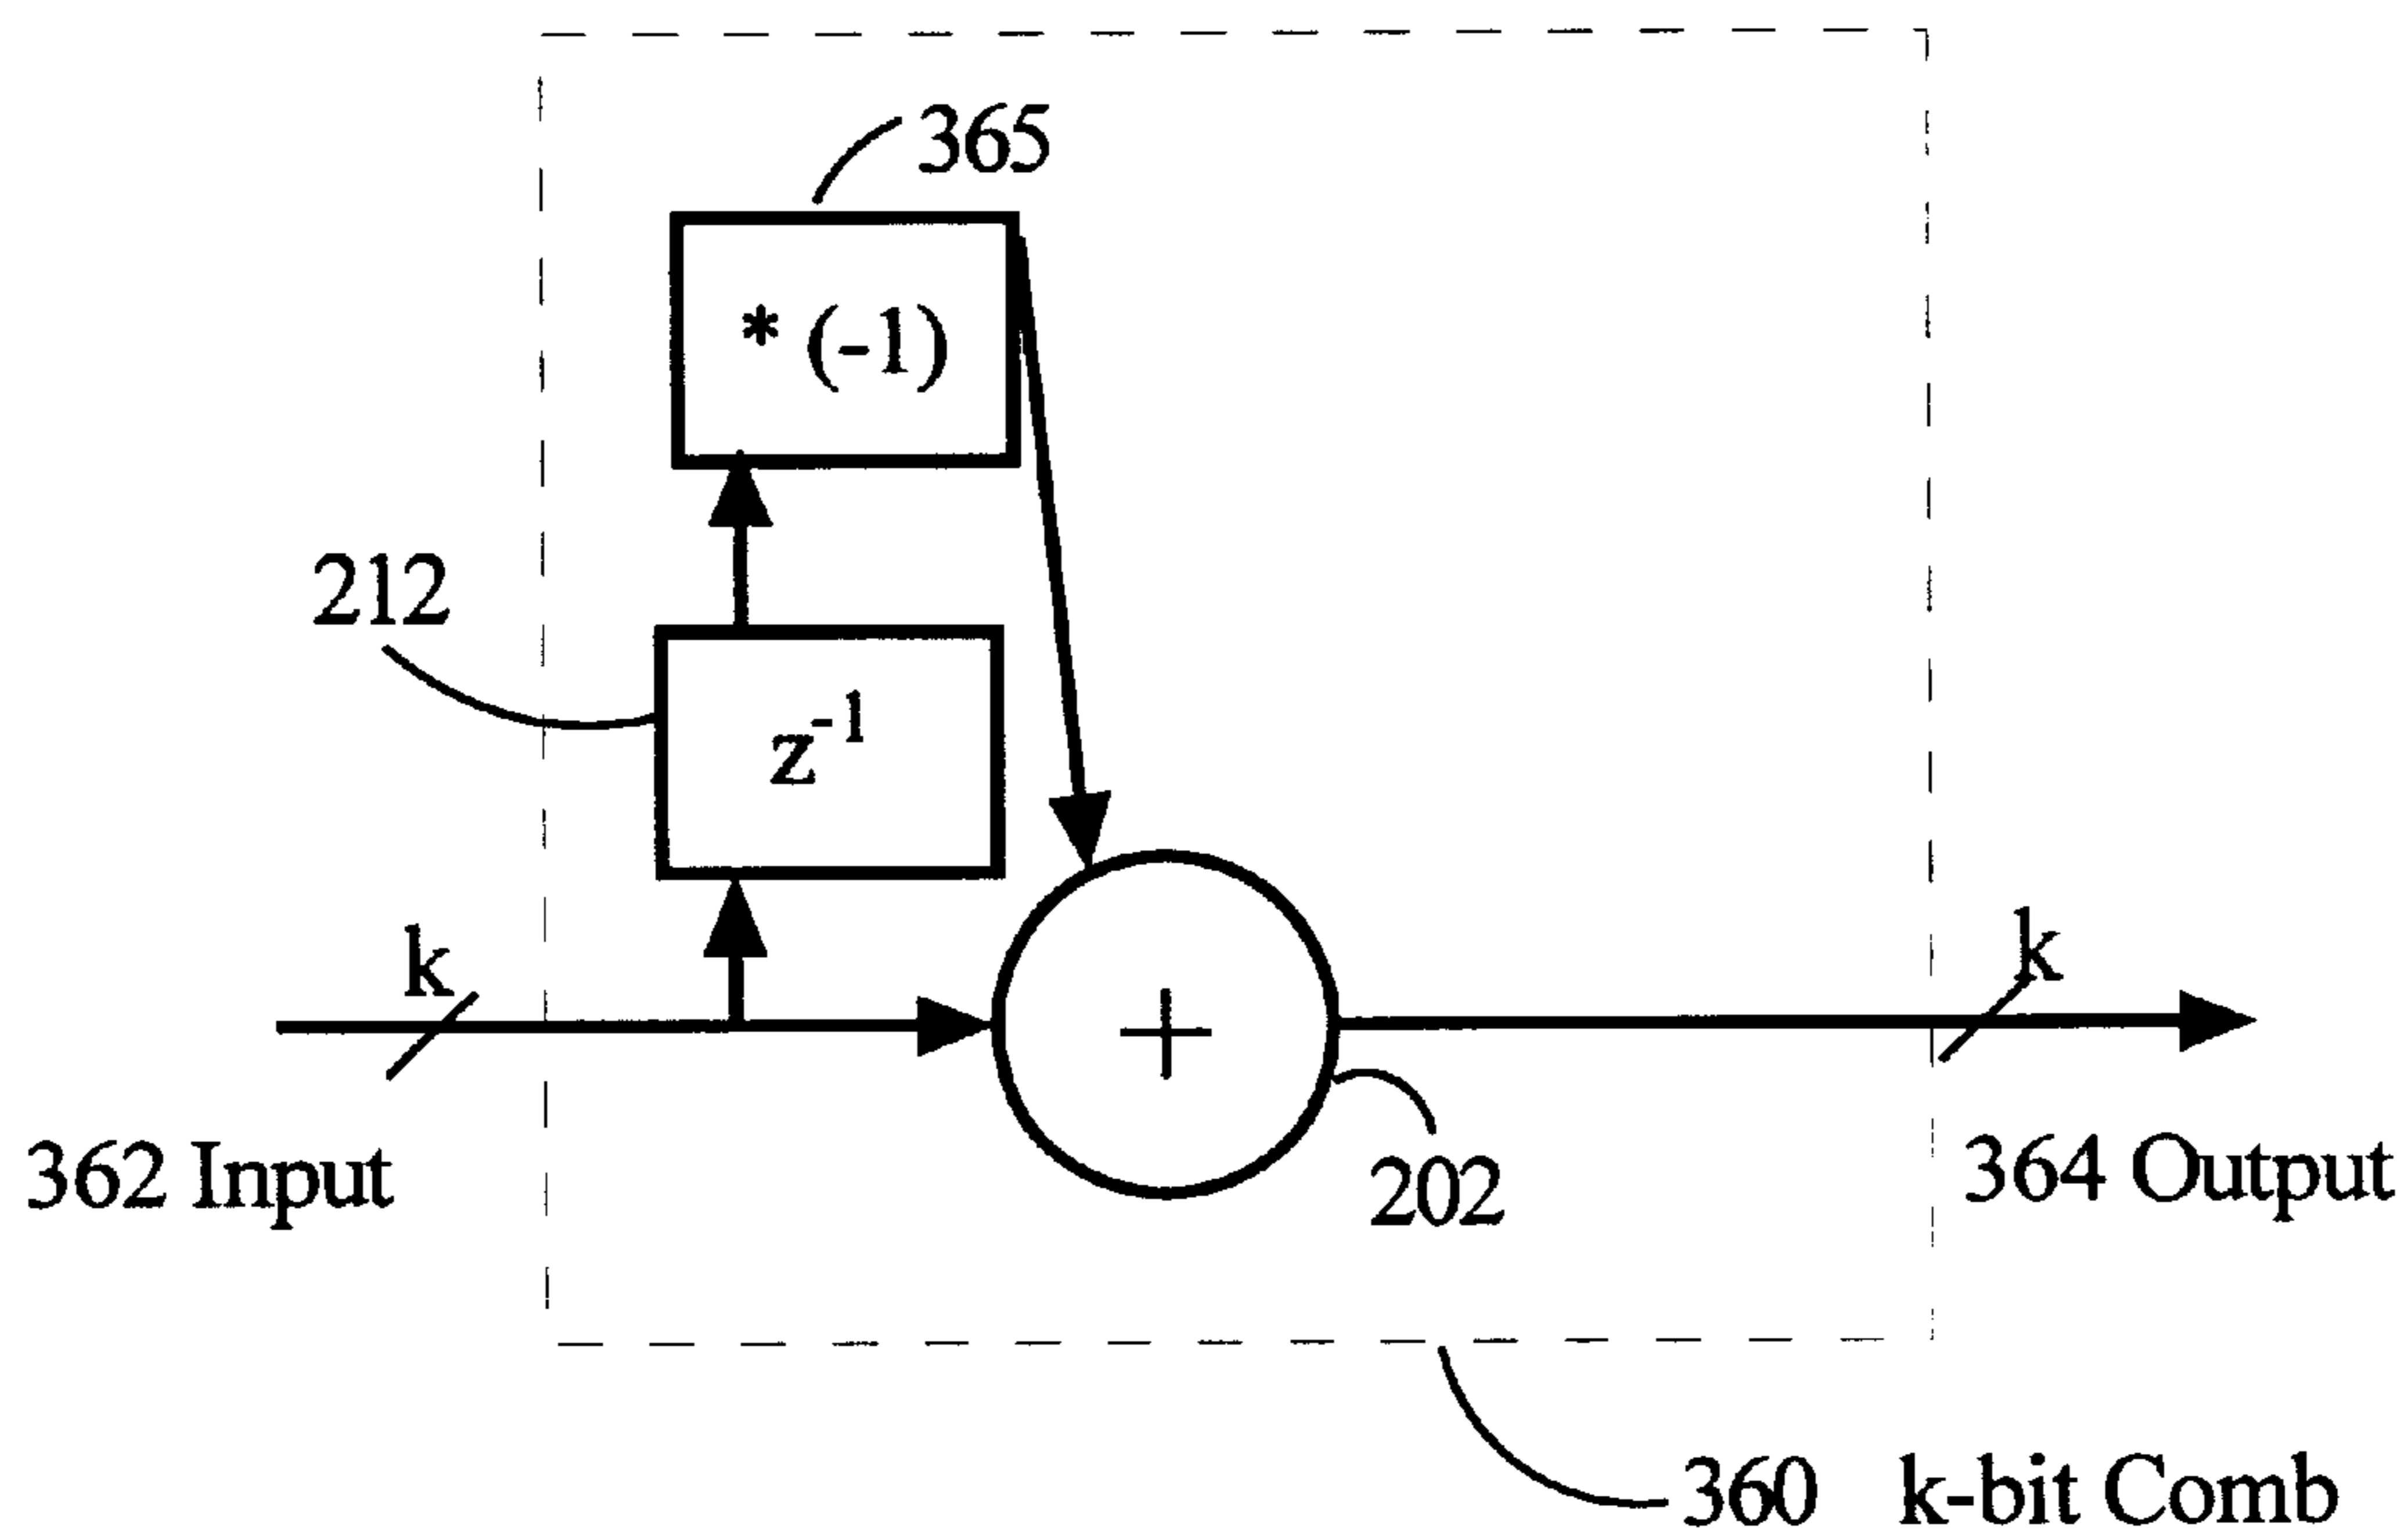 365
* (-1)
212
z⁻¹
k
k
+
362 Input
202
364 Output
360 k-bit Comb